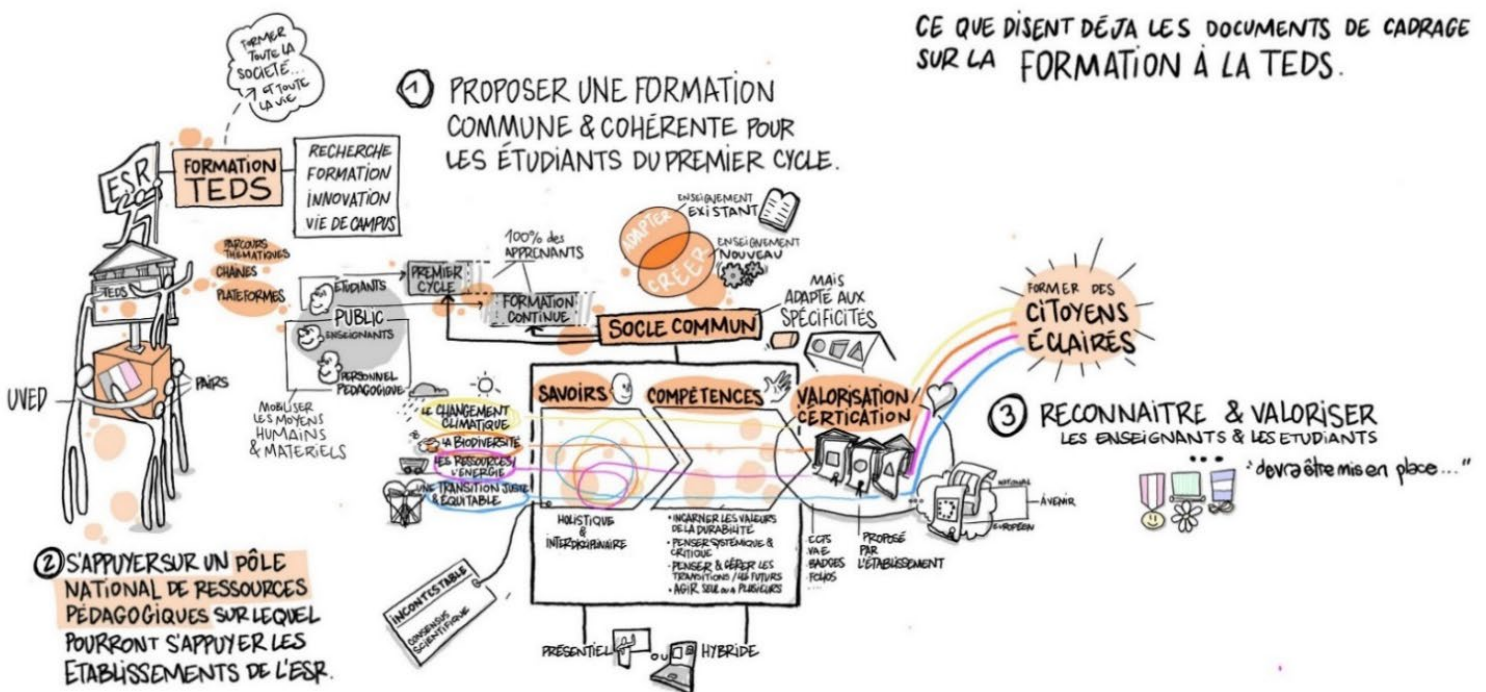 CE QUE DISENT DÉJA LES DOCUMENTS DE CADRAGE
SUR LA FORMATION À LA TEDS.
FORMER
TOUTE LA
SOCIÉTÉ...
ET TOUTE
LA VIE
① PROPOSER UNE FORMATION
COMMUNE & COHÉRENTE POUR
LES ÉTUDIANTS DU PREMIER CYCLE.
ESR
FORMATION
TEDS
RECHERCHE
FORMATION
INNOVATION
VIE DE CAMPUS
TEDS
PARCOURS
THÉMATIQUES
CHAÎNES
PLATEFORMES
UVED
PAIRS
ÉTUDIANTS
PUBLIC
ENSEIGNANTS
PERSONNEL
PÉDAGOGIQUE
MOBILISER
LES MOYENS
HUMAINS
& MATERIELS
PREMIER
CYCLE
100% des
APPRENANTS
FORMATION
CONTINUE
ADAPTER
ENSEIGNEMENT
EXISTANT
CRÉER
ENSEIGNEMENT
NOUVEAU
SOCLE COMMUN
MAIS
ADAPTÉ AUX
SPÉCIFICITÉS
SAVOIRS
COMPÉTENCES
VALORISATION/
CERTICATION
LE CHANGEMENT
CLIMATIQUE
LA BIODIVERSITÉ
LES RESSOURCES/
L'ÉNERGIE
UNE TRANSITION JUSTE
& EQUITABLE
HOLISTIQUE
&
INTERDISCIPLINAIRE
• INCARNER LES VALEURS
DE LA DURABILITÉ
• PENSER SYSTÉMIQUE &
CRITIQUE
• PENSER & GÉRER LES
TRANSITIONS / LES FUTURS
• AGIR SEUL ou à PLUSIEURS
ECTS
VAE
BADGES
FOLIOS
...
PROPOSÉ
PAR
L'ÉTABLISSEMENT
NATIONAL
EUROPÉEN
ÀVENIR
FORMER DES
CITOYENS
ÉCLAIRÉS
③ RECONNAITRE & VALORISER
LES ENSEIGNANTS & LES ETUDIANTS
...
"devra être mis en place..."
② S'APPUYER SUR UN PÔLE
NATIONAL DE RESSOURCES
PÉDAGOGIQUES SUR LEQUEL
POURRONT S'APPUYER LES
ETABLISSEMENTS DE L'ESR.
INCONTESTABLE
CONSENSUS
SCIENTIFIQUE
PRÉSENTIEL
OU
HYBRIDE